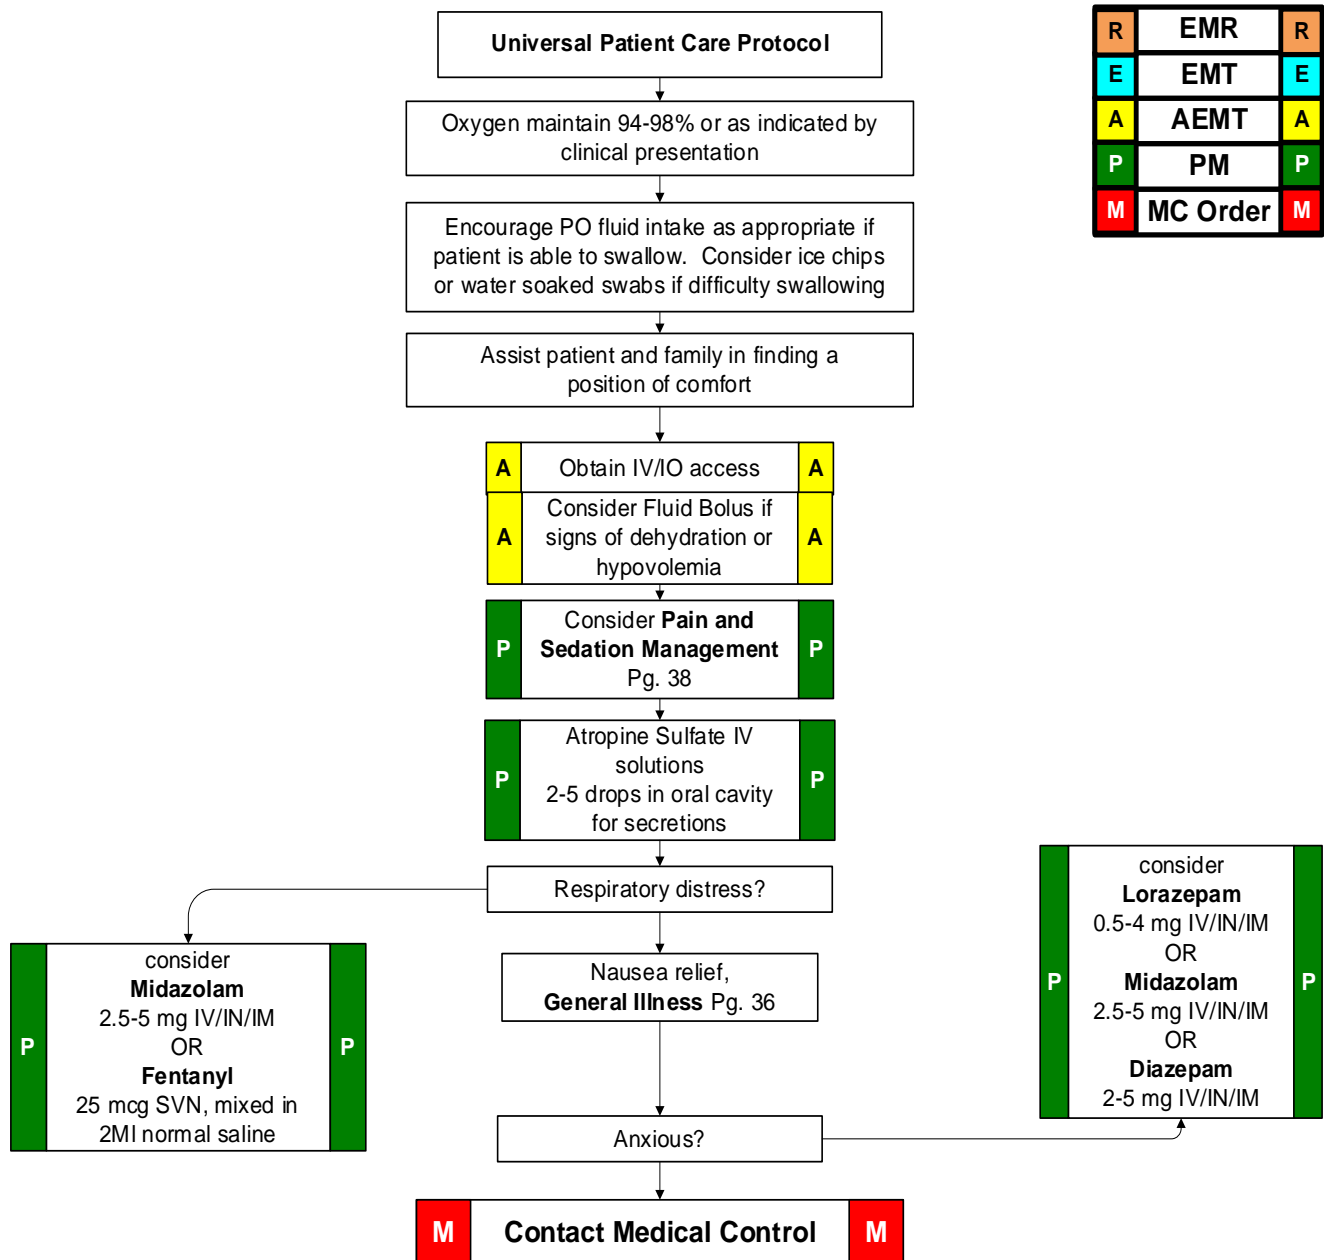 Universal Patient Care Protocol
R EMR R
E EMT E
A AEMT A
P PM P
M MC Order M
Oxygen maintain 94-98% or as indicated by
clinical presentation
Encourage PO fluid intake as appropriate if
patient is able to swallow.  Consider ice chips
or water soaked swabs if difficulty swallowing
Assist patient and family in finding a
position of comfort
A Obtain IV/IO access A
Consider Fluid Bolus if
A signs of dehydration or A
hypovolemia
Consider Pain and
P Sedation Management P
Pg. 38
Atropine Sulfate IV
solutions
P P
2-5 drops in oral cavity
for secretions
Respiratory distress?
consider
Midazolam
2.5-5 mg IV/IN/IM
P OR P
Fentanyl
25 mcg SVN, mixed in
2Ml normal saline
Nausea relief,
General Illness Pg. 36
Anxious?
consider
Lorazepam
0.5-4 mg IV/IN/IM
OR
P Midazolam P
2.5-5 mg IV/IN/IM
OR
Diazepam
2-5 mg IV/IN/IM
M Contact Medical Control M